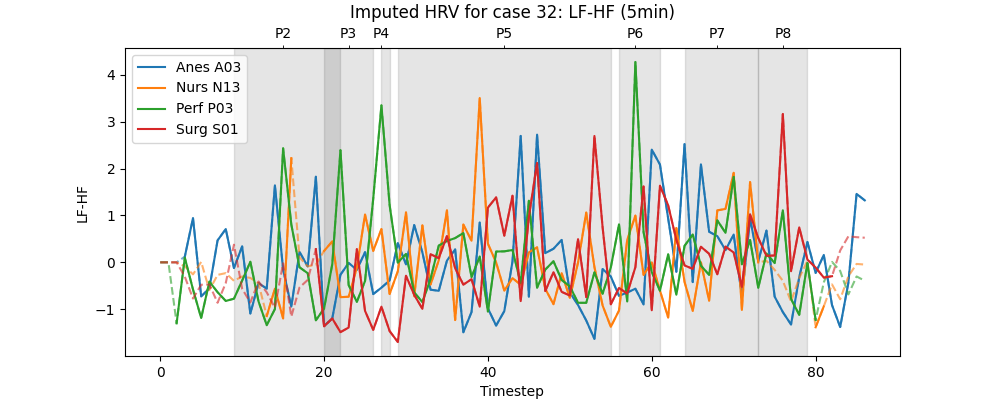 Imputed HRV for case 32: LF-HF (5min)
P2 P3 P4 P5 P6 P7 P8
Anes A03
Nurs N13
Perf P03
Surg S01
4
3
2
1
0
−1
LF-HF
0 20 40 60 80
Timestep